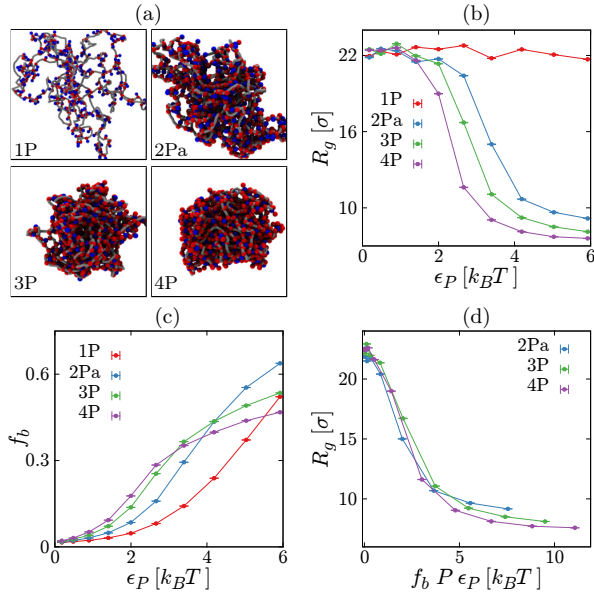 (a)
1P
2Pa
3P
4P
(b)
R_g [σ]
22
16
10
0
2
4
6
ϵ_P [k_BT]
1P
2Pa
3P
4P
(c)
f_b
0.6
0.3
0
0
2
4
6
ϵ_P [k_BT]
1P
2Pa
3P
4P
(d)
R_g [σ]
20
15
10
0
5
10
f_b P ϵ_P [k_BT]
2Pa
3P
4P